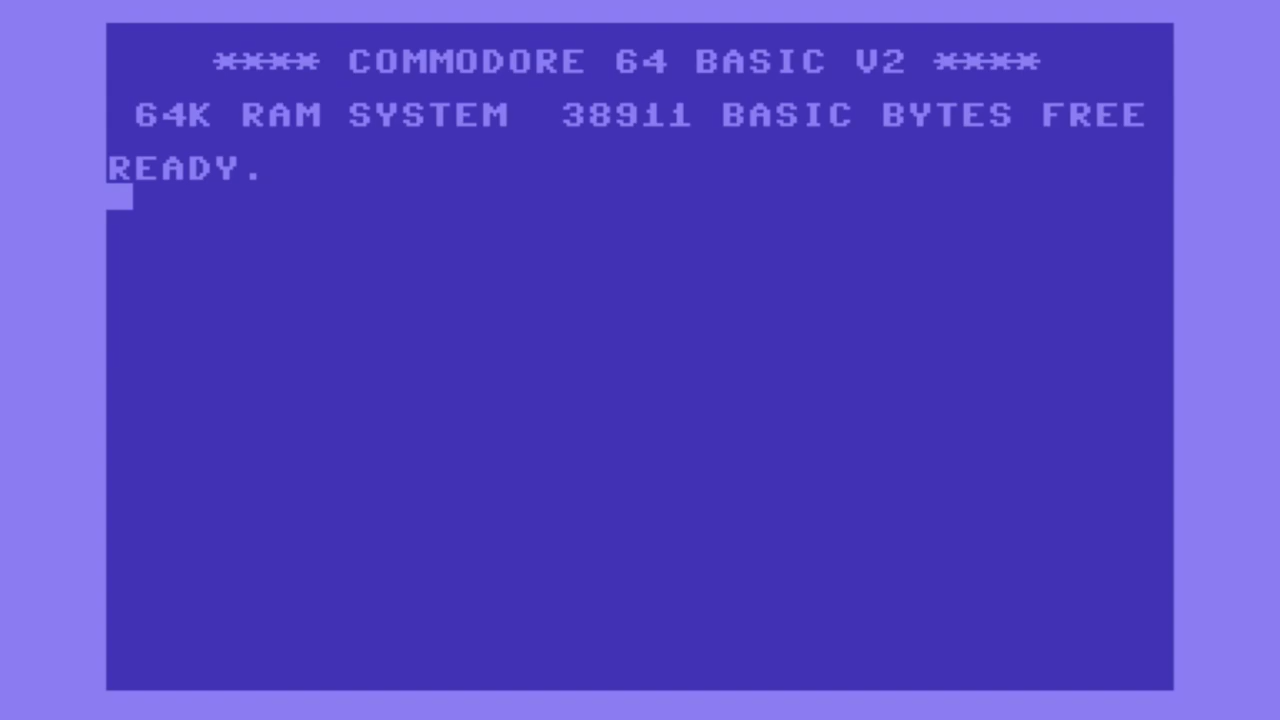 **** COMMODORE 64 BASIC V2 ****
64K RAM SYSTEM  38911 BASIC BYTES FREE
READY.